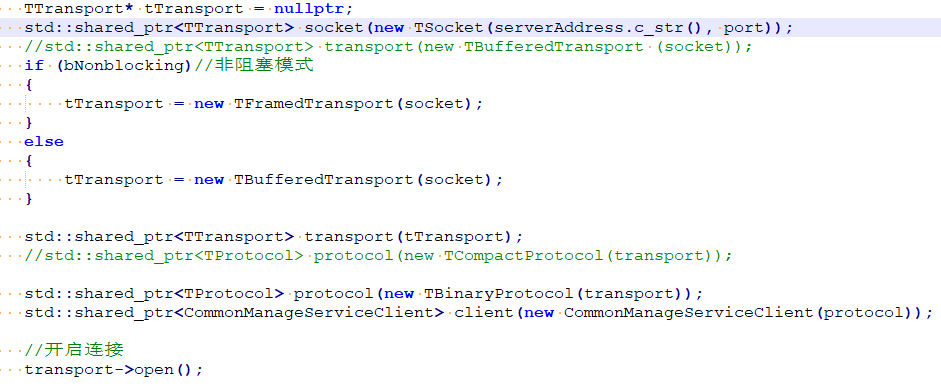 TTransport* tTransport = nullptr;
std::shared_ptr<TTransport> socket(new TSocket(serverAddress.c_str(), port));
//std::shared_ptr<TTransport> transport(new TBufferedTransport (socket));
if (bNonblocking)//非阻塞模式
{
tTransport = new TFramedTransport(socket);
}
else
{
tTransport = new TBufferedTransport(socket);
}
std::shared_ptr<TTransport> transport(tTransport);
//std::shared_ptr<TProtocol> protocol(new TCompactProtocol(transport));
std::shared_ptr<TProtocol> protocol(new TBinaryProtocol(transport));
std::shared_ptr<CommonManageServiceClient> client(new CommonManageServiceClient(protocol));
//开启连接
transport->open();